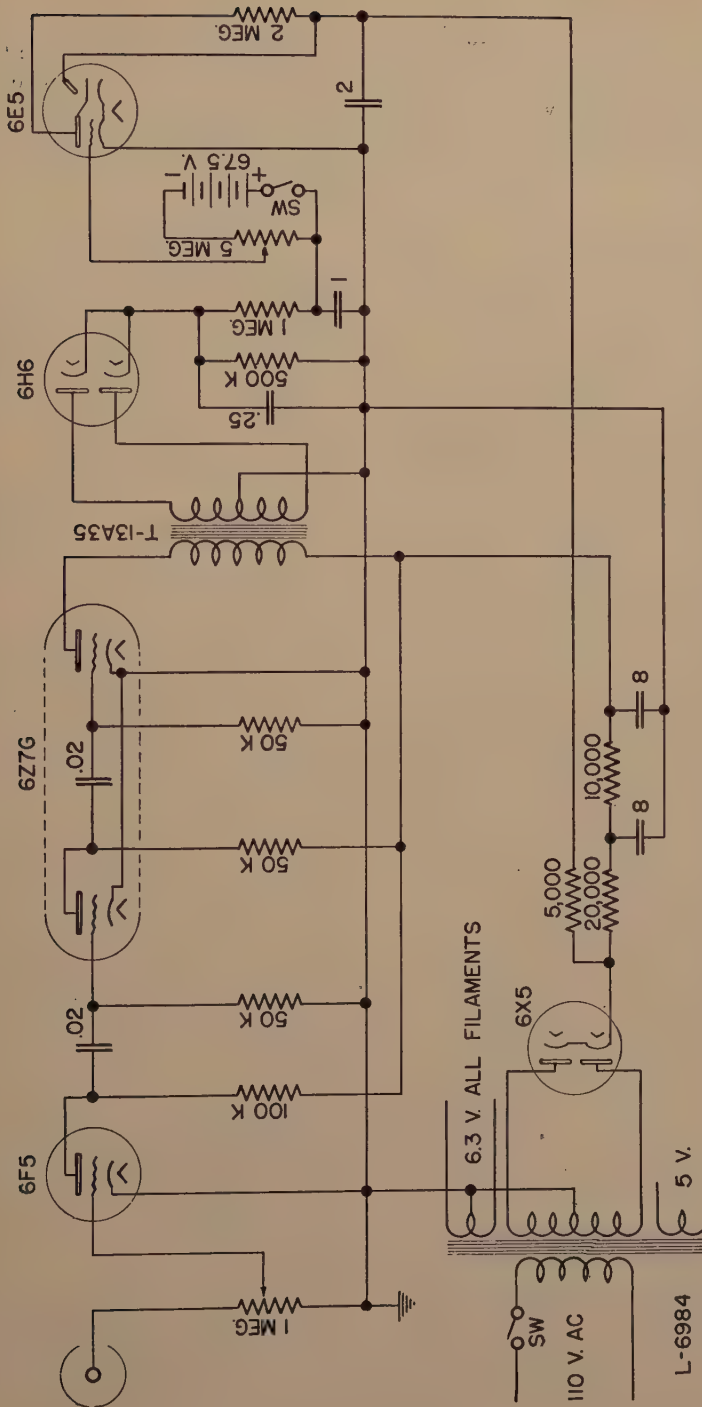 6F5
6Z7G
6H6
6E5
.02
.02
T-13A35
1 MEG.
100 K
50 K
50 K
50 K
.25
500 K
1 MEG.
1
5 MEG.
- 67.5 V. +
SW
2
2 MEG.
6.3 V. ALL FILAMENTS
6X5
5,000
20,000
10,000
8
8
SW
110 V. AC
5 V.
L-6984